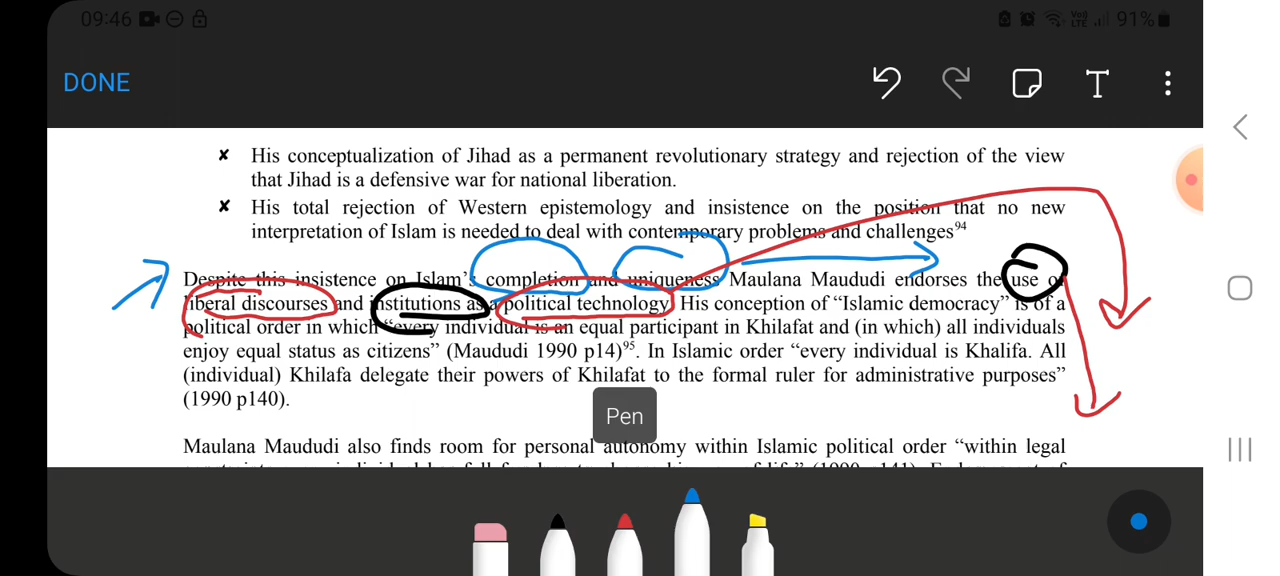 09:46 Vo)) LTE 91%
DONE T
✘ His conceptualization of Jihad as a permanent revolutionary strategy and rejection of the view
that Jihad is a defensive war for national liberation.
✘ His total rejection of Western epistemology and insistence on the position that no new
interpretation of Islam is needed to deal with contemporary problems and challenges94
Despite this insistence on Islam's completion and uniqueness Maulana Maududi endorses the use of
liberal discourses and institutions as a political technology. His conception of “Islamic democracy” is of a
political order in which “every individual is an equal participant in Khilafat and (in which) all individuals
enjoy equal status as citizens” (Maududi 1990 p14)95. In Islamic order “every individual is Khalifa. All
(individual) Khilafa delegate their powers of Khilafat to the formal ruler for administrative purposes”
(1990 p140).
Pen
Maulana Maududi also finds room for personal autonomy within Islamic political order “within legal